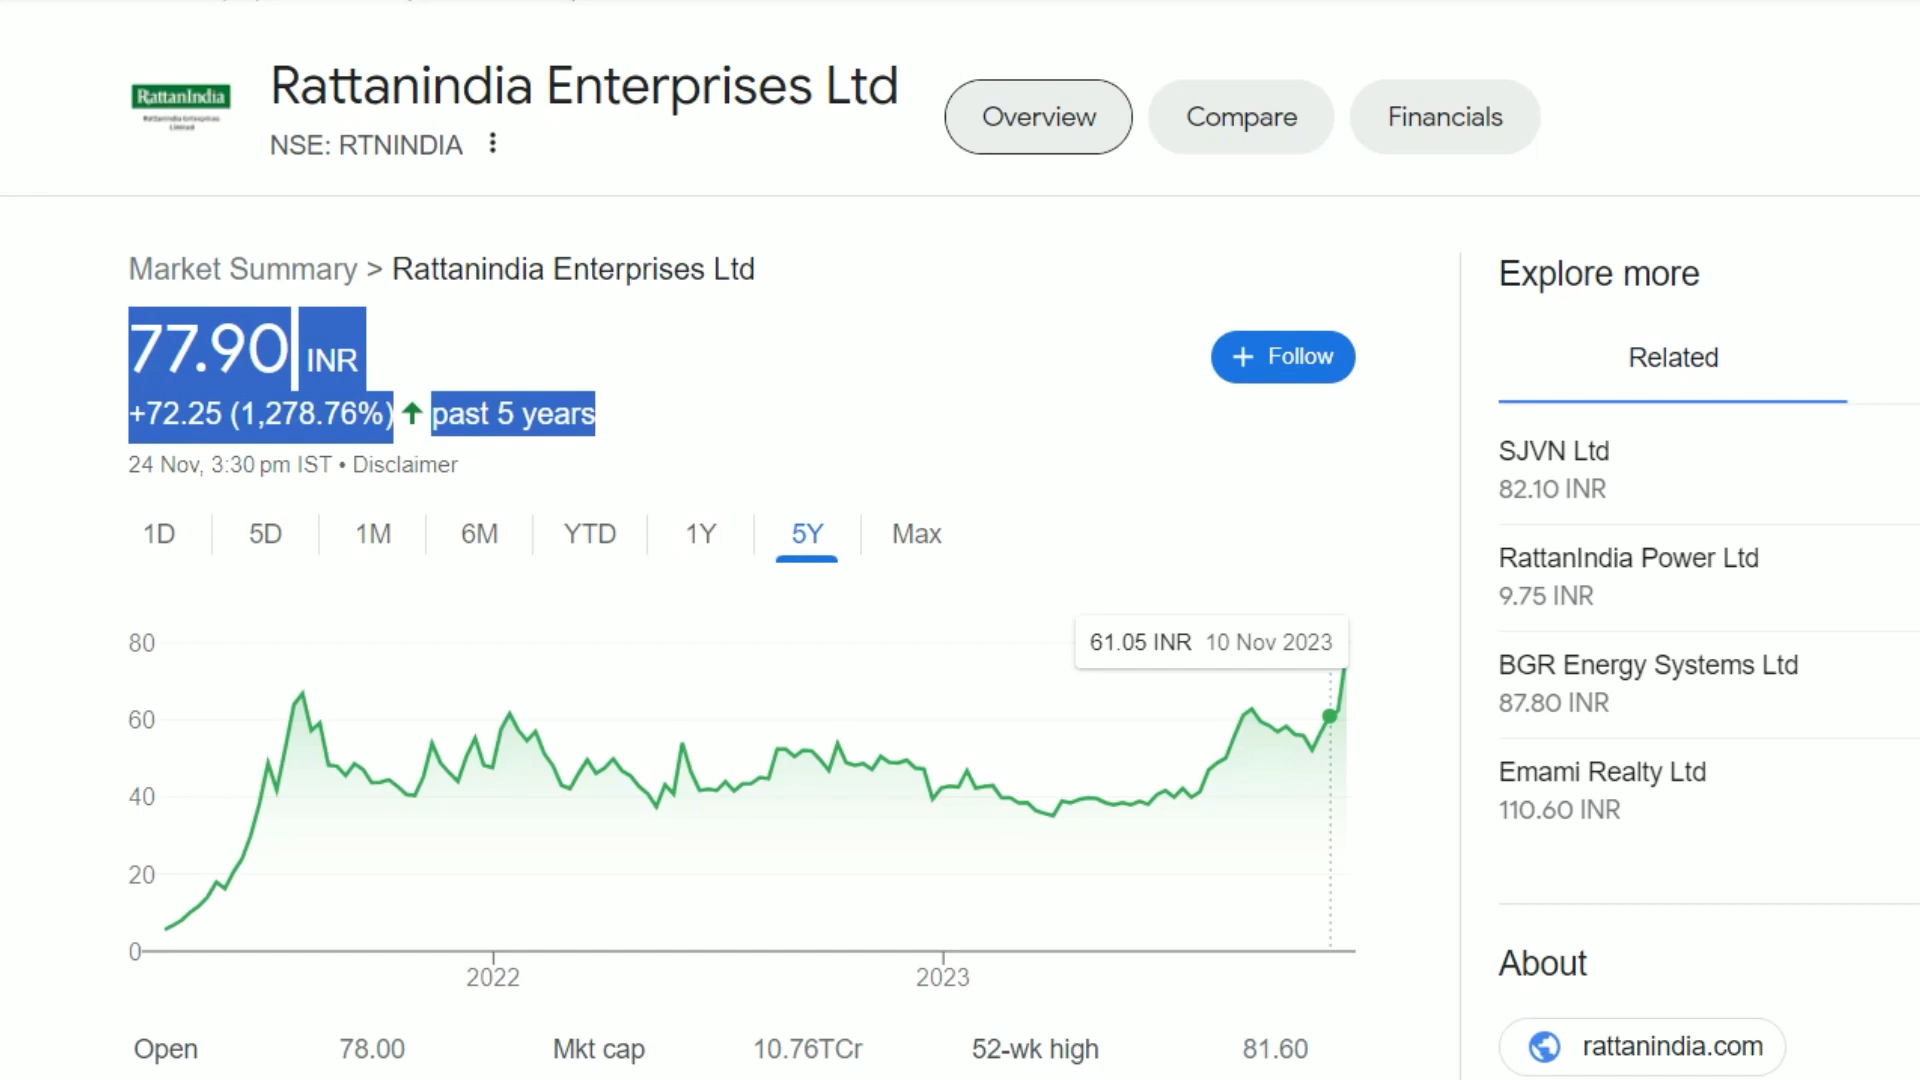 RattanIndia
Rattanindia Enterprises
Limited
Rattanindia Enterprises Ltd
NSE: RTNINDIA
Overview
Compare
Financials
Market Summary > Rattanindia Enterprises Ltd
77.90 INR
+72.25 (1,278.76%) past 5 years
24 Nov, 3:30 pm IST • Disclaimer
+ Follow
1D 5D 1M 6M YTD 1Y 5Y Max
61.05 INR 10 Nov 2023
80
60
40
20
0
2022 2023
Open 78.00 Mkt cap 10.76TCr 52-wk high 81.60
Explore more
Related
SJVN Ltd
82.10 INR
RattanIndia Power Ltd
9.75 INR
BGR Energy Systems Ltd
87.80 INR
Emami Realty Ltd
110.60 INR
About
rattanindia.com